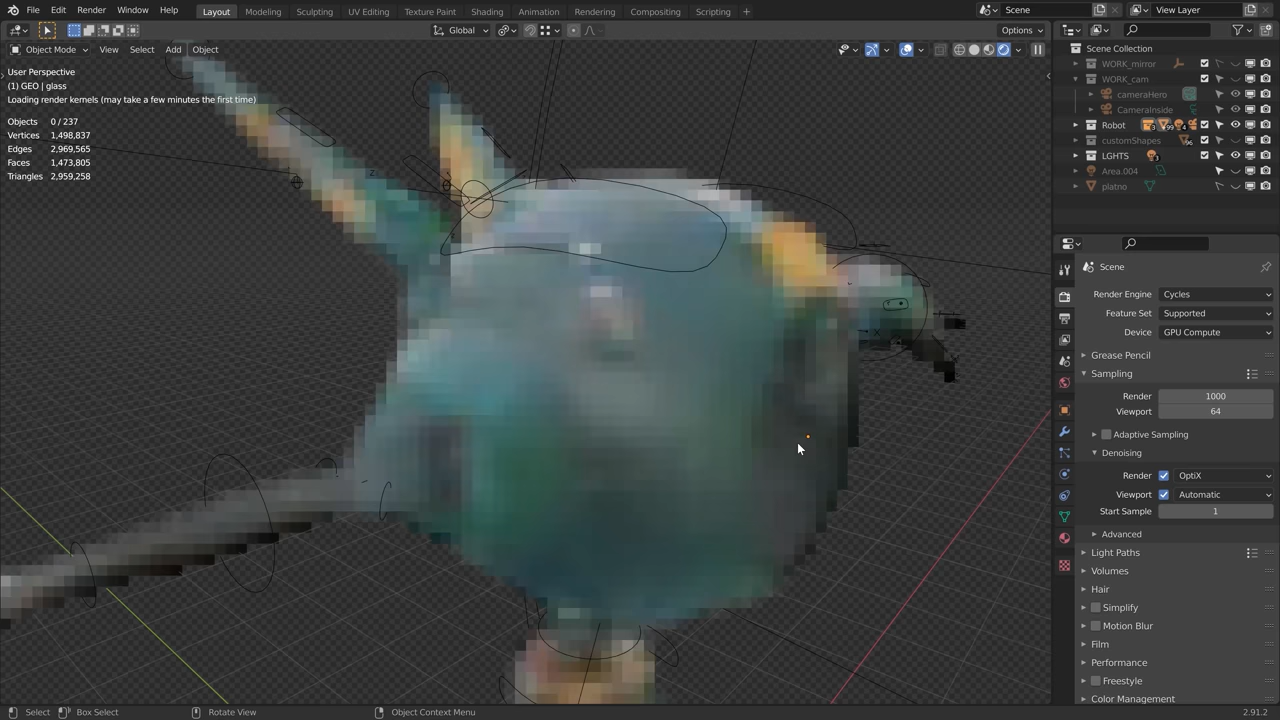 File Edit Render Window Help Layout Modeling Sculpting UV Editing Texture Paint Shading Animation Rendering Compositing Scripting + Scene View Layer
Global Options
Object Mode View Select Add Object
User Perspective
(1) GEO | glass
Loading render kernels (may take a few minutes the first time)
Objects 0 / 237
Vertices 1,498,837
Edges 2,969,565
Faces 1,473,805
Triangles 2,959,258
Scene Collection
WORK_mirror
WORK_cam
cameraHero
CameraInside
Robot 3 99 4
customShapes 96
LGHTS 3
Area.004
platno
Scene
Render Engine Cycles
Feature Set Supported
Device GPU Compute
Grease Pencil
Sampling
Render 1000
Viewport 64
Adaptive Sampling
Denoising
Render OptiX
Viewport Automatic
Start Sample 1
Advanced
Light Paths
Volumes
Hair
Simplify
Motion Blur
Film
Performance
Freestyle
Color Management
Select Box Select Rotate View Object Context Menu 2.91.2